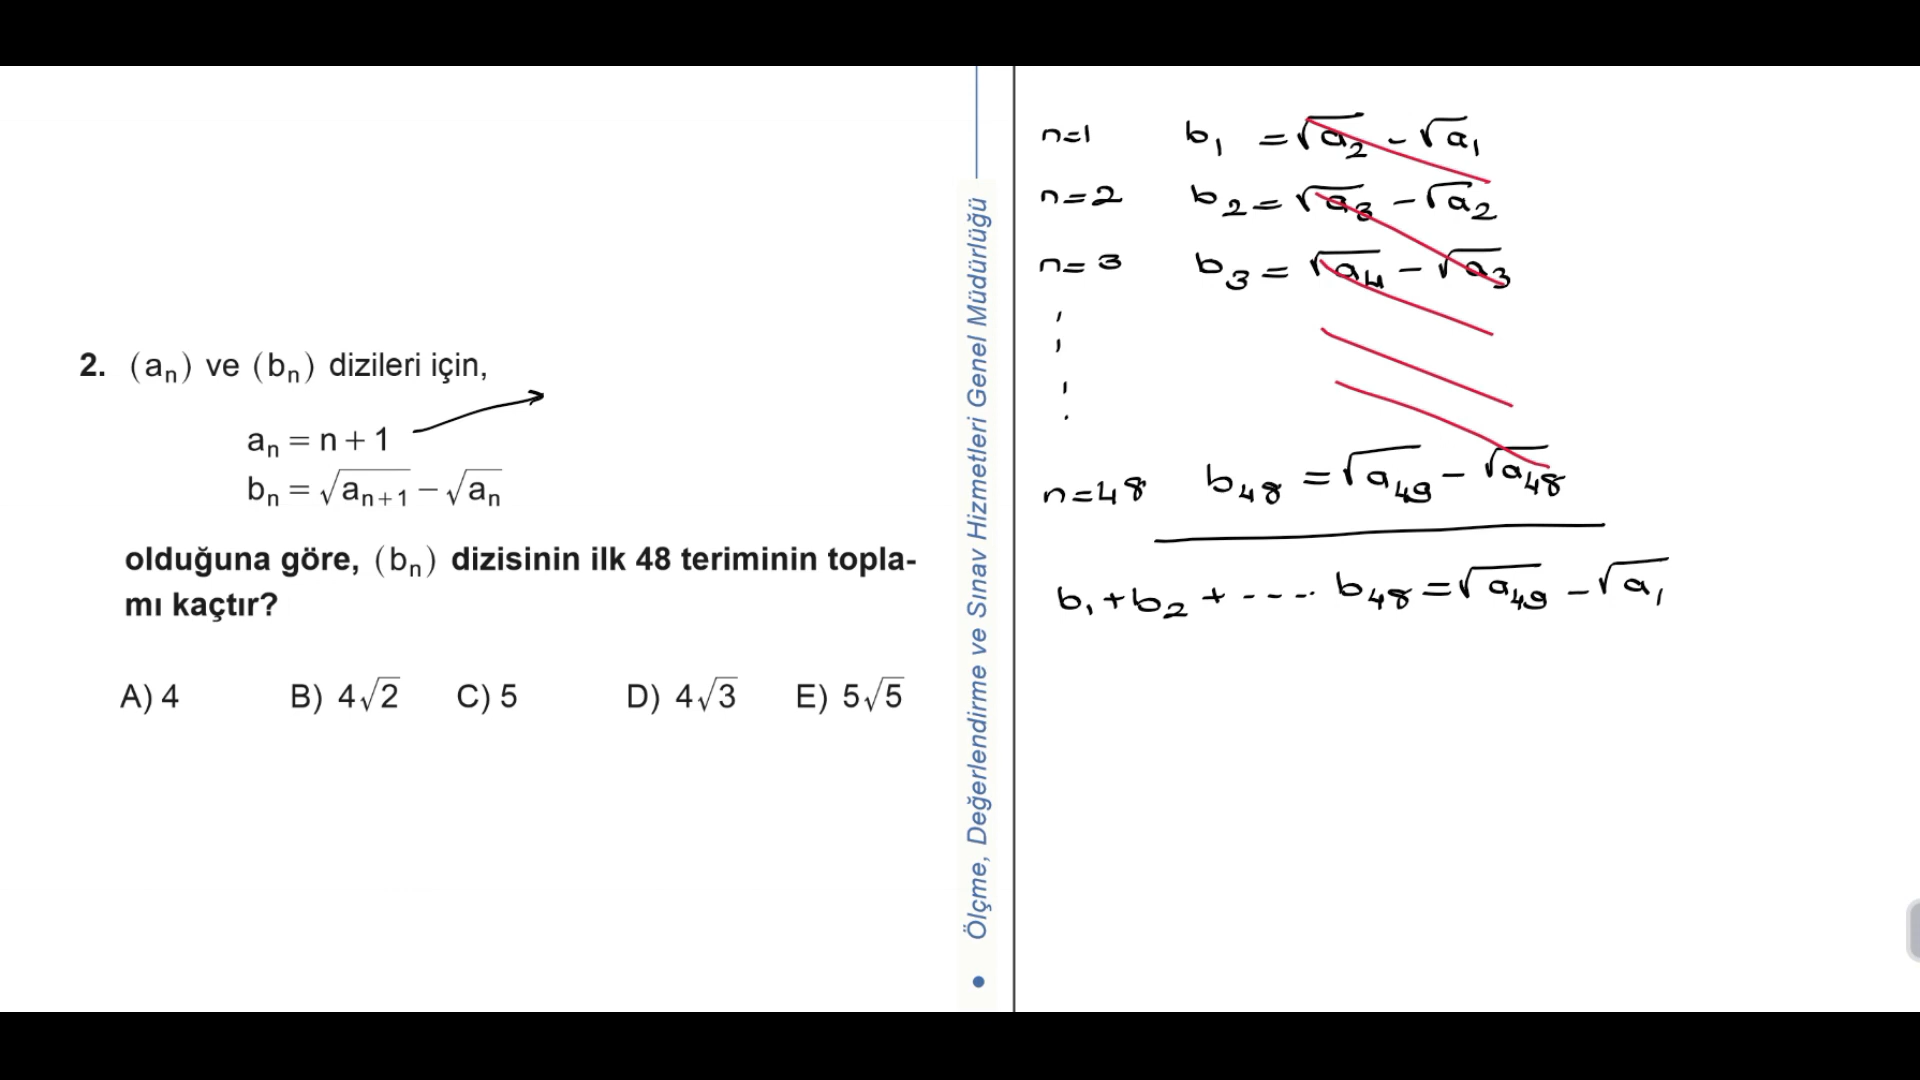 2. (aₙ) ve (bₙ) dizileri için,
aₙ = n + 1
bₙ = √aₙ₊₁ − √aₙ
olduğuna göre, (bₙ) dizisinin ilk 48 teriminin topla-
mı kaçtır?
A) 4 B) 4√2 C) 5 D) 4√3 E) 5√5
Ölçme, Değerlendirme ve Sınav Hizmetleri Genel Müdürlüğü
n=1 b₁ = √a₂ - √a₁
n=2 b₂ = √a₃ - √a₂
n=3 b₃ = √a₄ - √a₃
n=48 b₄₈ = √a₄₉ - √a₄₈
b₁ + b₂ + ---.. b₄₈ = √a₄₉ - √a₁